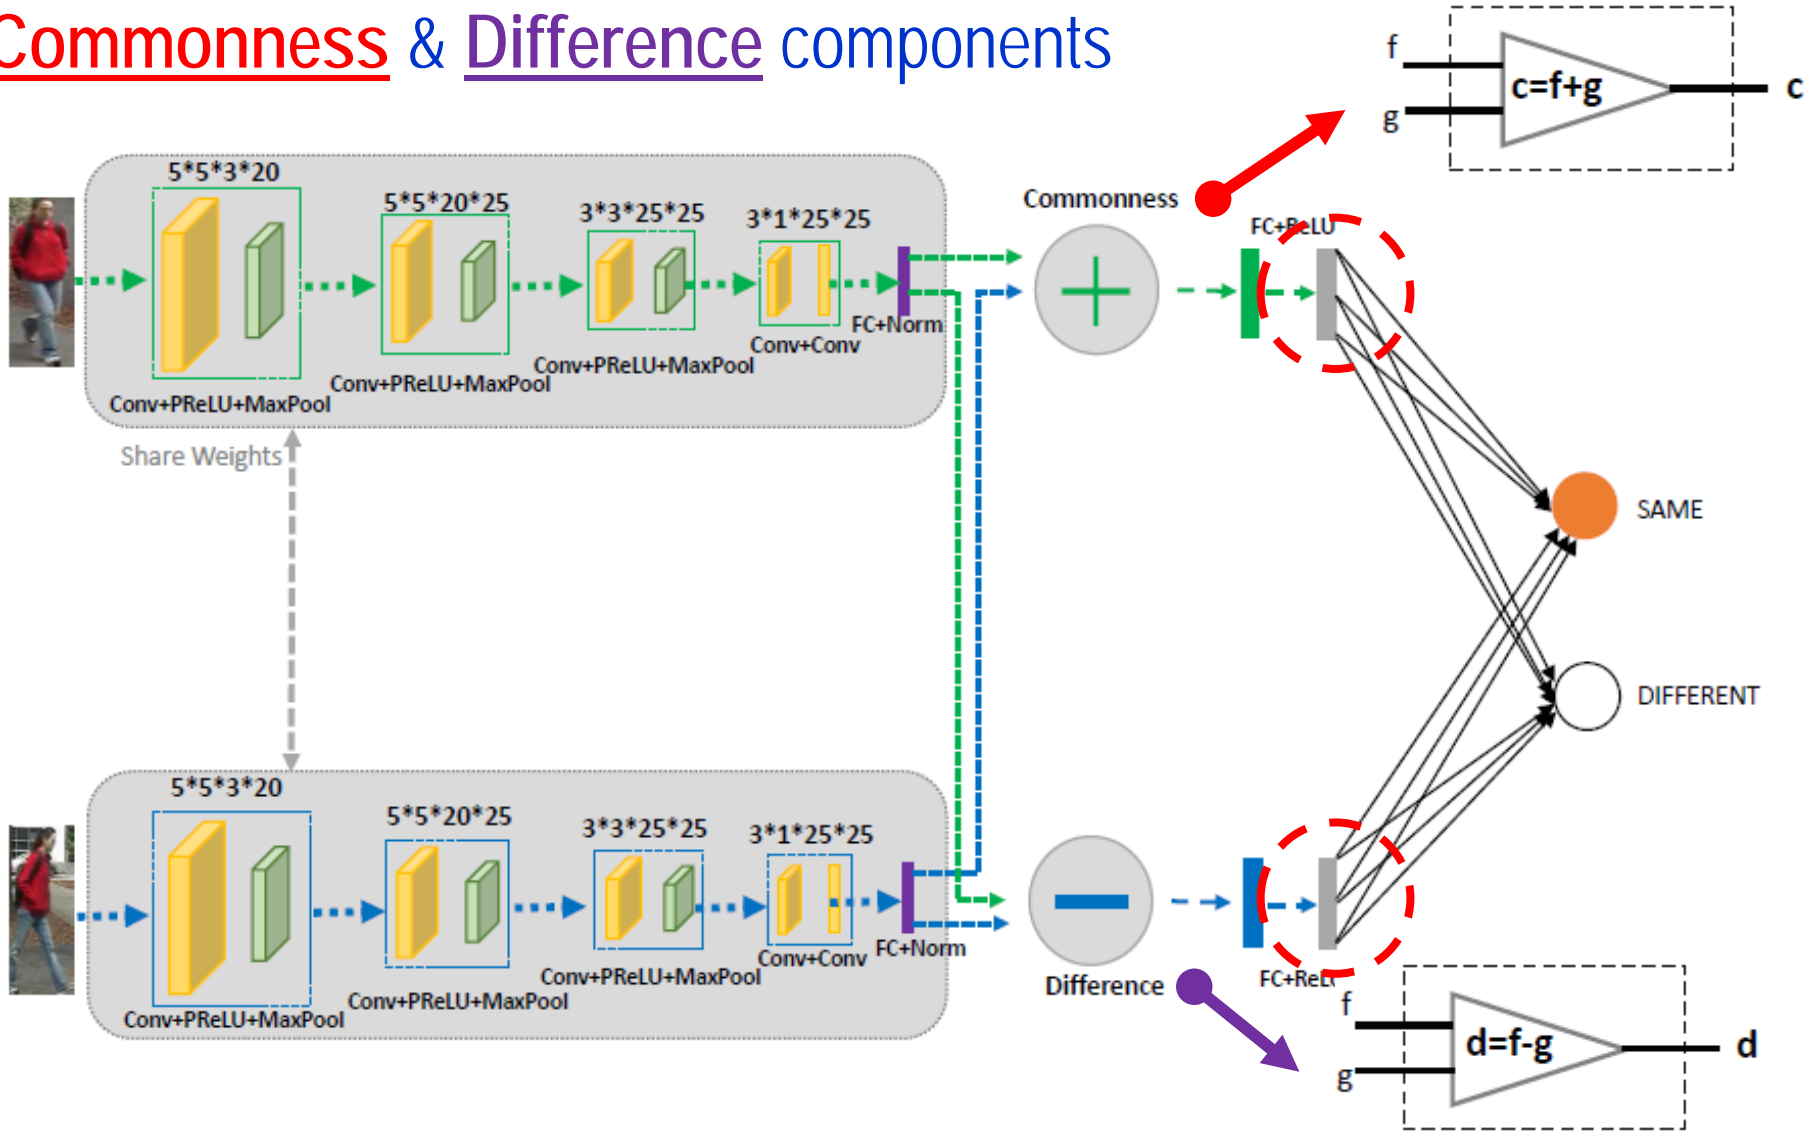 Commonness & Difference components
f
g
c=f+g
c
5*5*3*20
5*5*20*25
3*3*25*25
3*1*25*25
Conv+PReLU+MaxPool
Conv+PReLU+MaxPool
Conv+PReLU+MaxPool
Conv+Conv
FC+Norm
Commonness
FC+ReLU
Share Weights
SAME
DIFFERENT
5*5*3*20
5*5*20*25
3*3*25*25
3*1*25*25
Conv+PReLU+MaxPool
Conv+PReLU+MaxPool
Conv+PReLU+MaxPool
Conv+Conv
FC+Norm
Difference
FC+ReLU
f
g
d=f-g
d